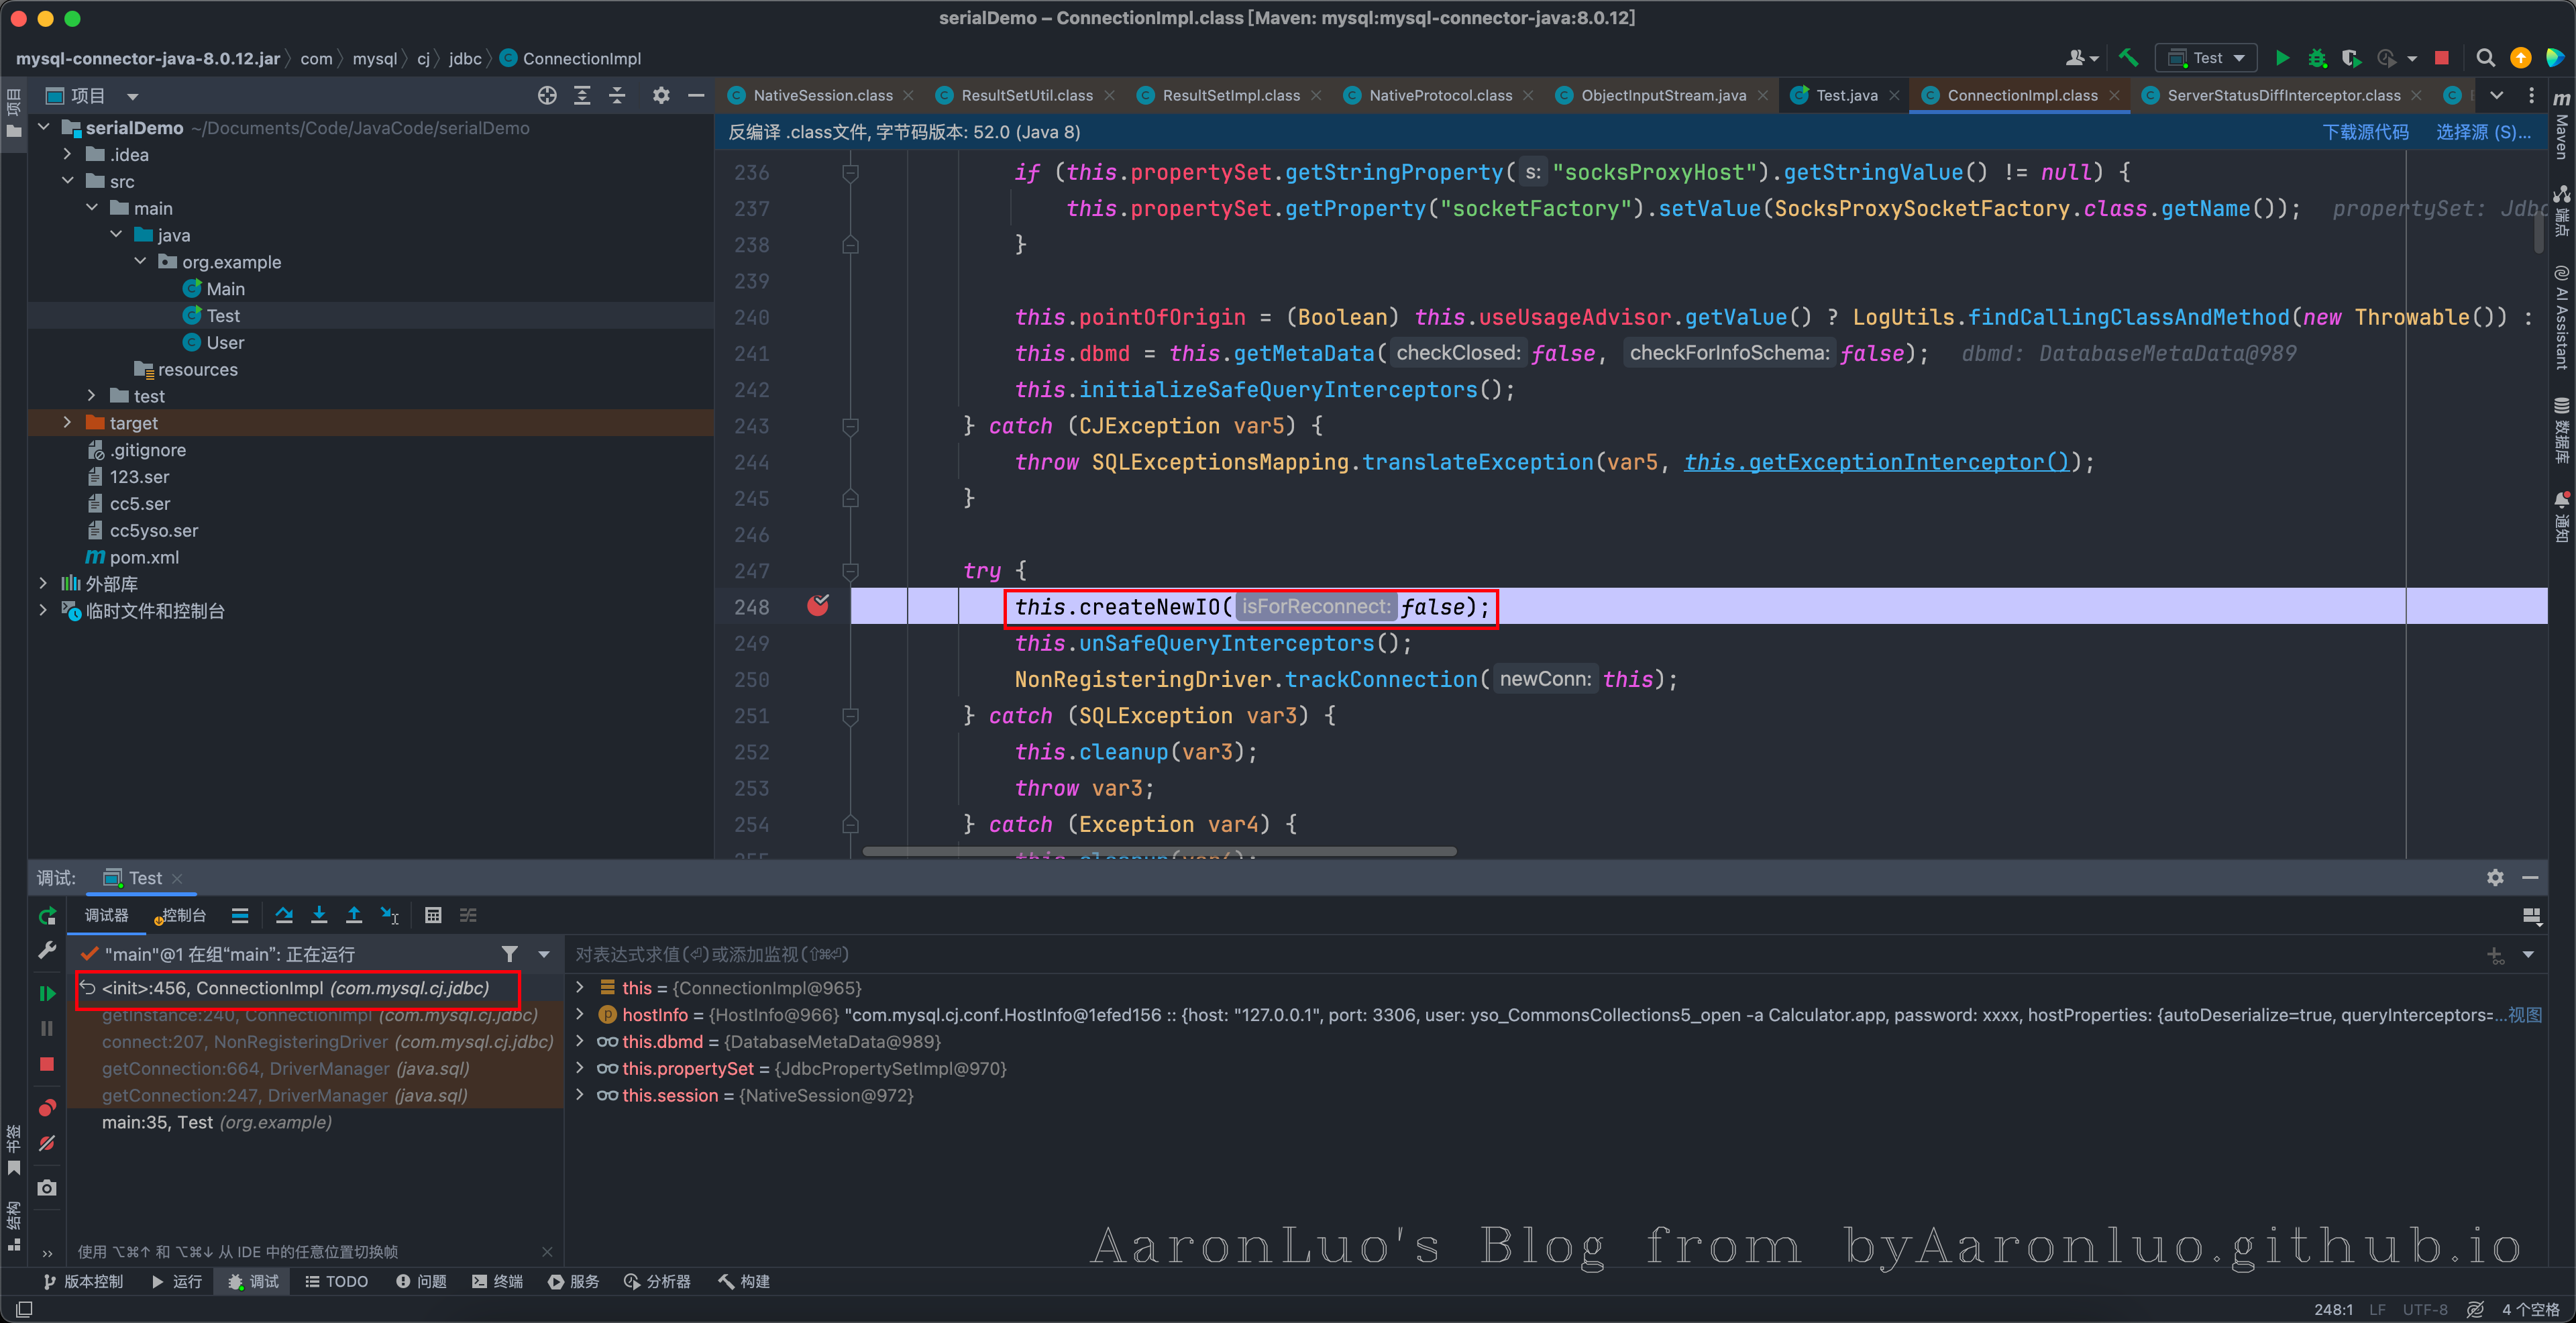 serialDemo – ConnectionImpl.class [Maven: mysql:mysql-connector-java:8.0.12]
mysql-connector-java-8.0.12.jar com mysql cj jdbc ConnectionImpl
Test
项目
项目
NativeSession.class ResultSetUtil.class ResultSetImpl.class NativeProtocol.class ObjectInputStream.java Test.java ConnectionImpl.class ServerStatusDiffInterceptor.class
serialDemo ~/Documents/Code/JavaCode/serialDemo
.idea
src
main
java
org.example
Main
Test
User
resources
test
target
.gitignore
123.ser
cc5.ser
cc5yso.ser
pom.xml
外部库
临时文件和控制台
反编译 .class文件, 字节码版本: 52.0 (Java 8) 下载源代码 选择源 (S)...
236 if (this.propertySet.getStringProperty( s: "socksProxyHost").getStringValue() != null) {
237 this.propertySet.getProperty("socketFactory").setValue(SocksProxySocketFactory.class.getName()); propertySet: Jdbc
238 }
239
240 this.pointOfOrigin = (Boolean) this.useUsageAdvisor.getValue() ? LogUtils.findCallingClassAndMethod(new Throwable()) :
241 this.dbmd = this.getMetaData( checkClosed: false, checkForInfoSchema: false); dbmd: DatabaseMetaData@989
242 this.initializeSafeQueryInterceptors();
243 } catch (CJException var5) {
244 throw SQLExceptionsMapping.translateException(var5, this.getExceptionInterceptor());
245 }
246
247 try {
248 this.createNewIO( isForReconnect: false);
249 this.unSafeQueryInterceptors();
250 NonRegisteringDriver.trackConnection( newConn: this);
251 } catch (SQLException var3) {
252 this.cleanup(var3);
253 throw var3;
254 } catch (Exception var4) {
255 this.cleanup(var4);
Maven
端点
AI Assistant
数据库
通知
调试: Test
调试器 控制台
"main"@1 在组“main”: 正在运行
<init>:456, ConnectionImpl (com.mysql.cj.jdbc)
getInstance:240, ConnectionImpl (com.mysql.cj.jdbc)
connect:207, NonRegisteringDriver (com.mysql.cj.jdbc)
getConnection:664, DriverManager (java.sql)
getConnection:247, DriverManager (java.sql)
main:35, Test (org.example)
使用 ⌥⌘↑ 和 ⌥⌘↓ 从 IDE 中的任意位置切换帧
对表达式求值(⏎)或添加监视(⇧⌘⏎)
this = {ConnectionImpl@965}
hostInfo = {HostInfo@966} "com.mysql.cj.conf.HostInfo@1efed156 :: {host: "127.0.0.1", port: 3306, user: yso_CommonsCollections5_open -a Calculator.app, password: xxxx, hostProperties: {autoDeserialize=true, queryInterceptors=...视图
this.dbmd = {DatabaseMetaData@989}
this.propertySet = {JdbcPropertySetImpl@970}
this.session = {NativeSession@972}
书签
结构
AaronLuo's Blog from byAaronluo.github.io
版本控制 运行 调试 TODO 问题 终端 服务 分析器 构建
248:1 LF UTF-8 4 个空格